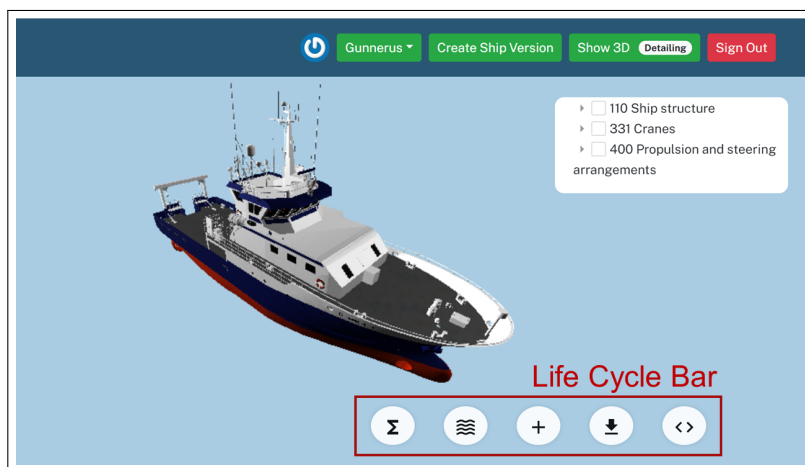 Gunnerus
Create Ship Version
Show 3D Detailing
Sign Out
110 Ship structure
331 Cranes
400 Propulsion and steering
arrangements
Life Cycle Bar